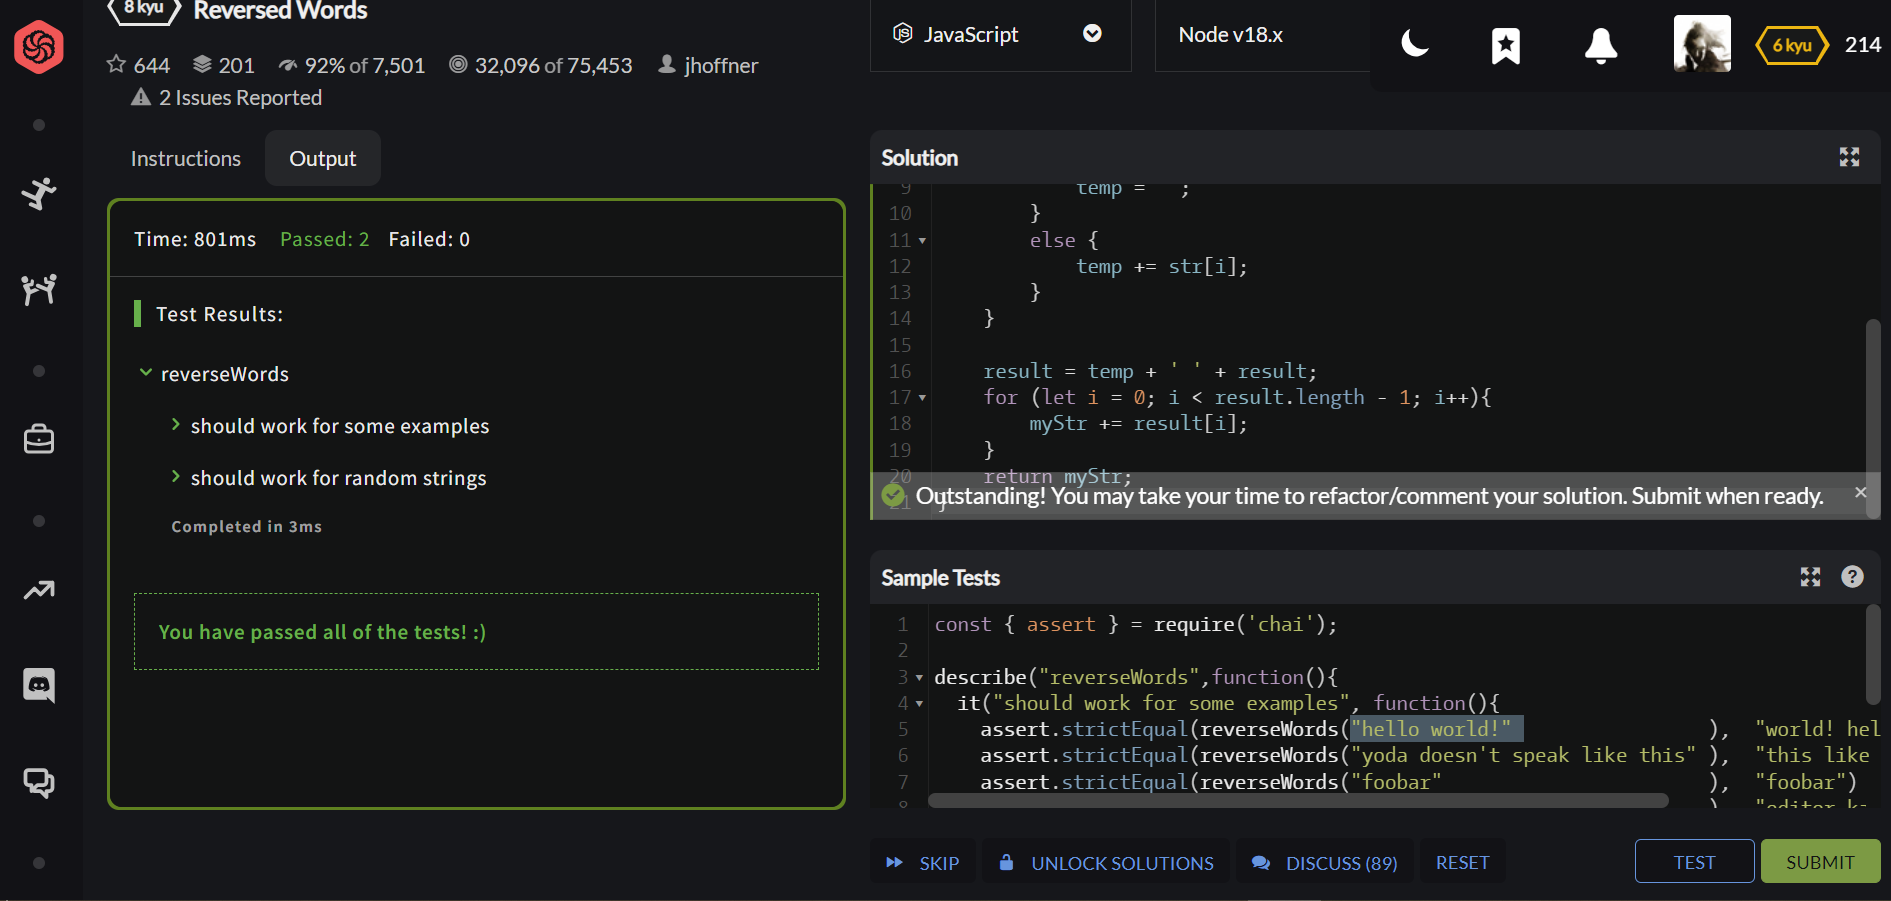 8 kyu Reversed Words
644 201 92% of 7,501 32,096 of 75,453 jhoffner
2 Issues Reported
JavaScript
Node v18.x
6 kyu 214
Instructions Output
Time: 801ms Passed: 2 Failed: 0
Test Results:
reverseWords
should work for some examples
should work for random strings
Completed in 3ms
You have passed all of the tests! :)
Solution
9 temp = '';
10 }
11 else {
12 temp += str[i];
13 }
14 }
15
16 result = temp + ' ' + result;
17 for (let i = 0; i < result.length - 1; i++){
18 myStr += result[i];
19 }
20 return myStr;
21 }
Outstanding! You may take your time to refactor/comment your solution. Submit when ready. ×
Sample Tests
1 const { assert } = require('chai');
2
3 describe("reverseWords",function(){
4 it("should work for some examples", function(){
5 assert.strictEqual(reverseWords("hello world!" ), "world! hel
6 assert.strictEqual(reverseWords("yoda doesn't speak like this" ), "this like
7 assert.strictEqual(reverseWords("foobar" ), "foobar")
SKIP UNLOCK SOLUTIONS DISCUSS (89) RESET TEST SUBMIT